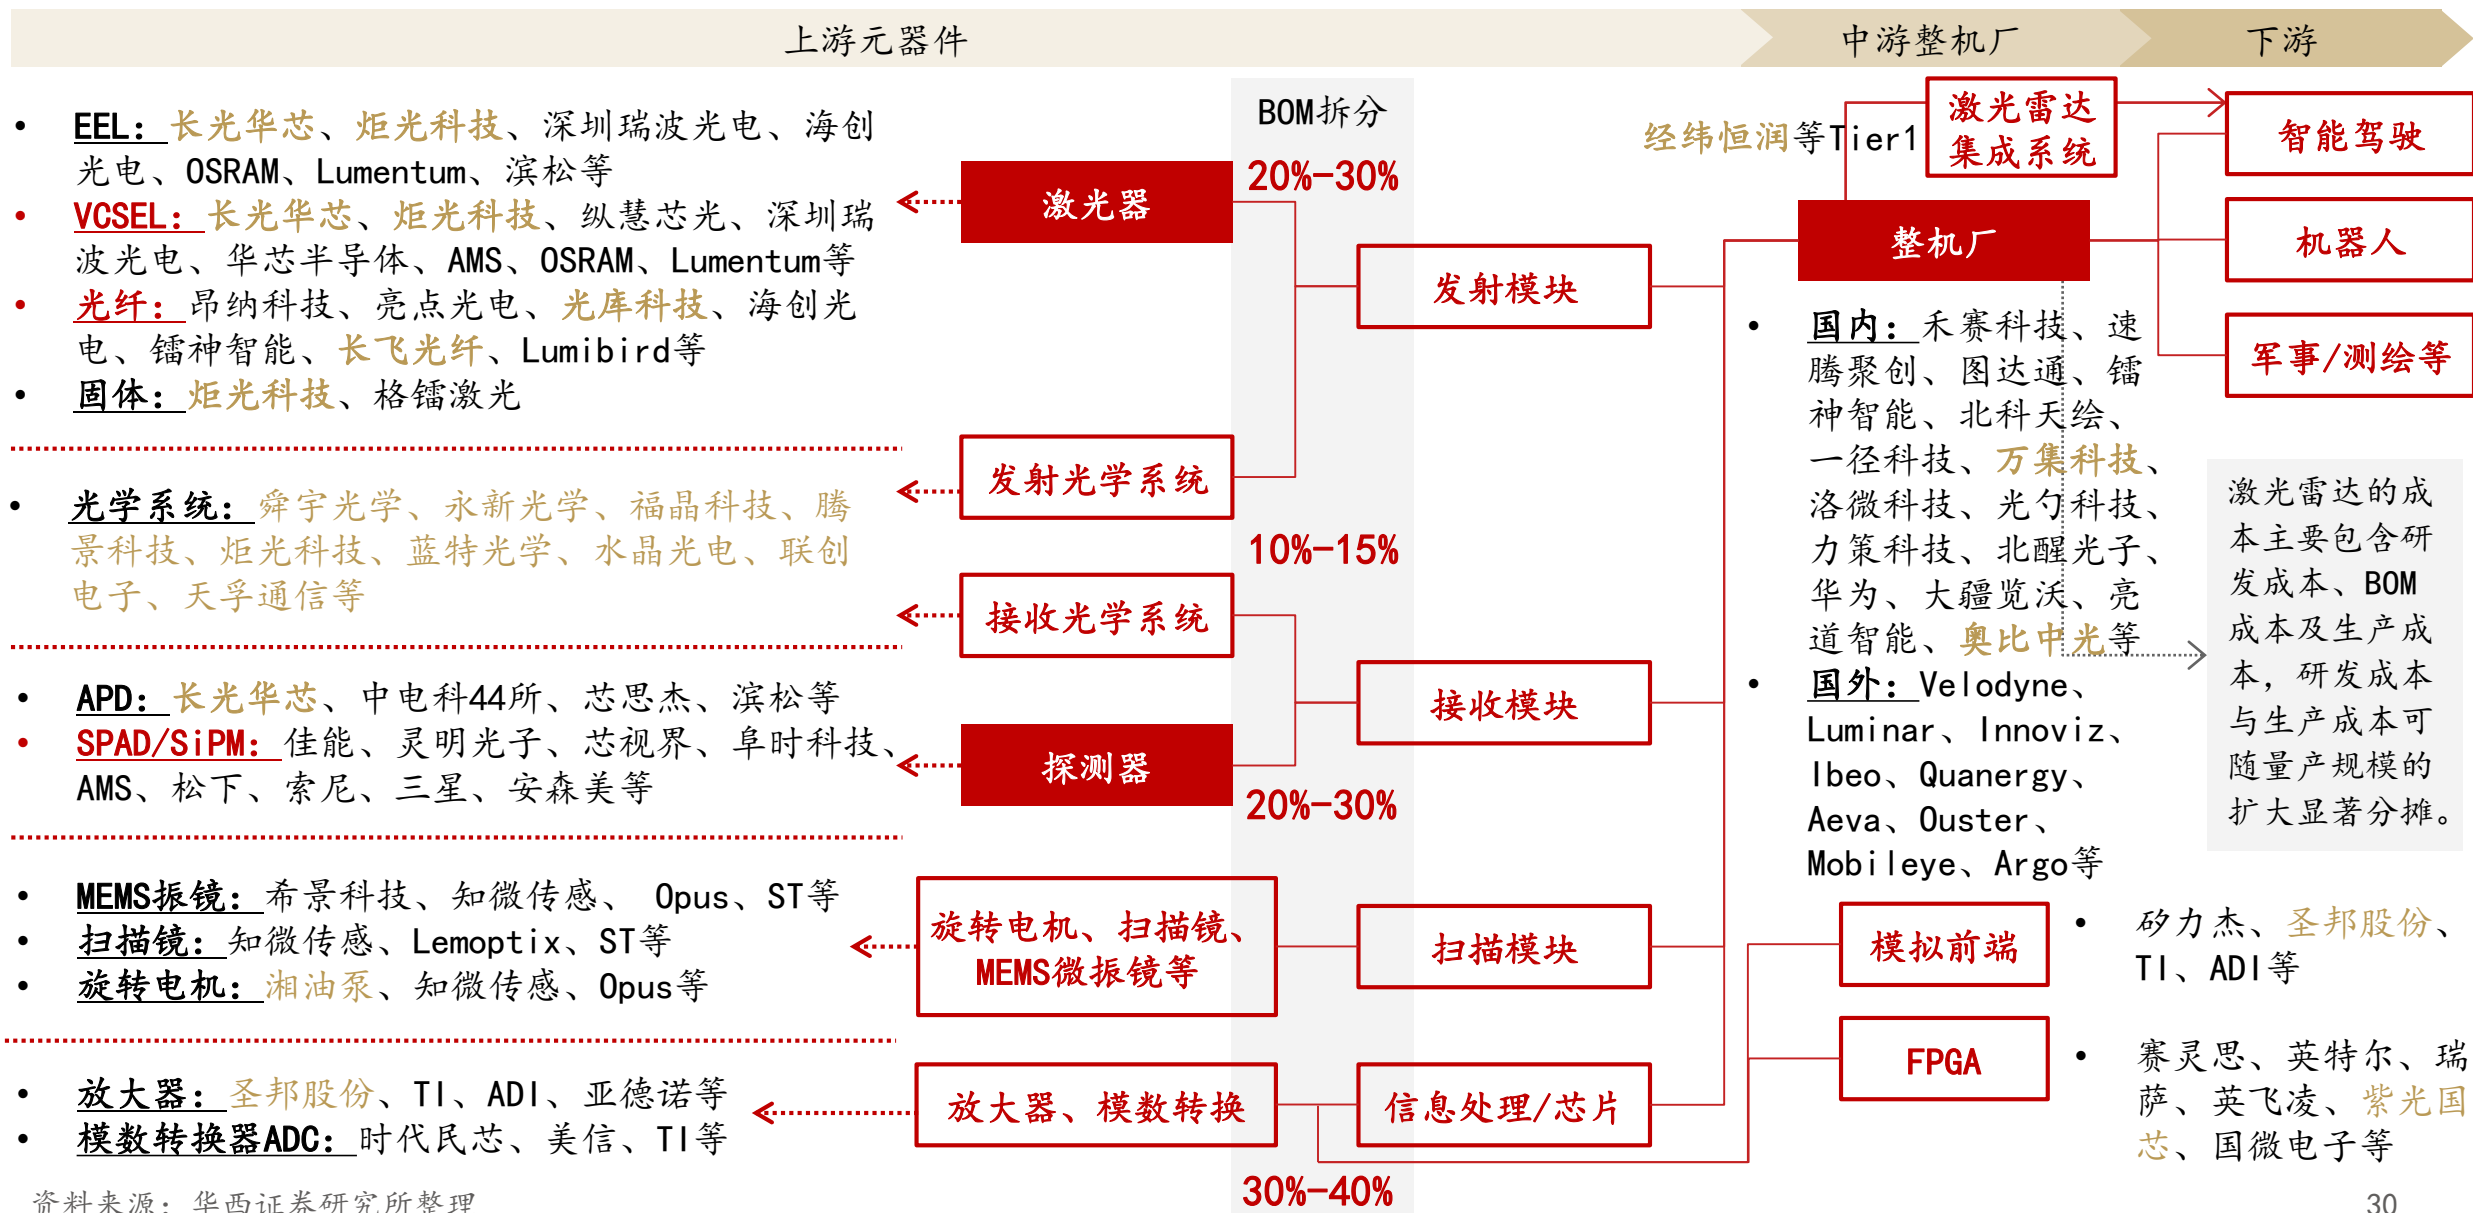 上游元器件
中游整机厂
下游
BOM拆分
• EEL：长光华芯、炬光科技、深圳瑞波光电、海创
光电、OSRAM、Lumentum、滨松等
• VCSEL：长光华芯、炬光科技、纵慧芯光、深圳瑞
波光电、华芯半导体、AMS、OSRAM、Lumentum等
• 光纤：昂纳科技、亮点光电、光库科技、海创光
电、镭神智能、长飞光纤、Lumibird等
• 固体：炬光科技、格镭激光
• 光学系统：舜宇光学、永新光学、福晶科技、腾
景科技、炬光科技、蓝特光学、水晶光电、联创
电子、天孚通信等
• APD：长光华芯、中电科44所、芯思杰、滨松等
• SPAD/SiPM：佳能、灵明光子、芯视界、阜时科技、
AMS、松下、索尼、三星、安森美等
• MEMS振镜：希景科技、知微传感、 Opus、ST等
• 扫描镜：知微传感、Lemoptix、ST等
• 旋转电机：湘油泵、知微传感、Opus等
• 放大器：圣邦股份、TI、ADI、亚德诺等
• 模数转换器ADC：时代民芯、美信、TI等
激光器
20%-30%
发射光学系统
10%-15%
接收光学系统
探测器
20%-30%
旋转电机、扫描镜、
MEMS微振镜等
放大器、模数转换
30%-40%
发射模块
接收模块
扫描模块
信息处理/芯片
经纬恒润等Tier1
激光雷达
集成系统
整机厂
智能驾驶
机器人
军事/测绘等
• 国内：禾赛科技、速
腾聚创、图达通、镭
神智能、北科天绘、
一径科技、万集科技、
洛微科技、光勺科技、
力策科技、北醒光子、
华为、大疆览沃、亮
道智能、奥比中光等
• 国外：Velodyne、
Luminar、Innoviz、
Ibeo、Quanergy、
Aeva、Ouster、
Mobileye、Argo等
激光雷达的成
本主要包含研
发成本、BOM
成本及生产成
本，研发成本
与生产成本可
随量产规模的
扩大显著分摊。
模拟前端
• 矽力杰、圣邦股份、
TI、ADI等
FPGA
• 赛灵思、英特尔、瑞
萨、英飞凌、紫光国
芯、国微电子等
资料来源：华西证券研究所整理
30